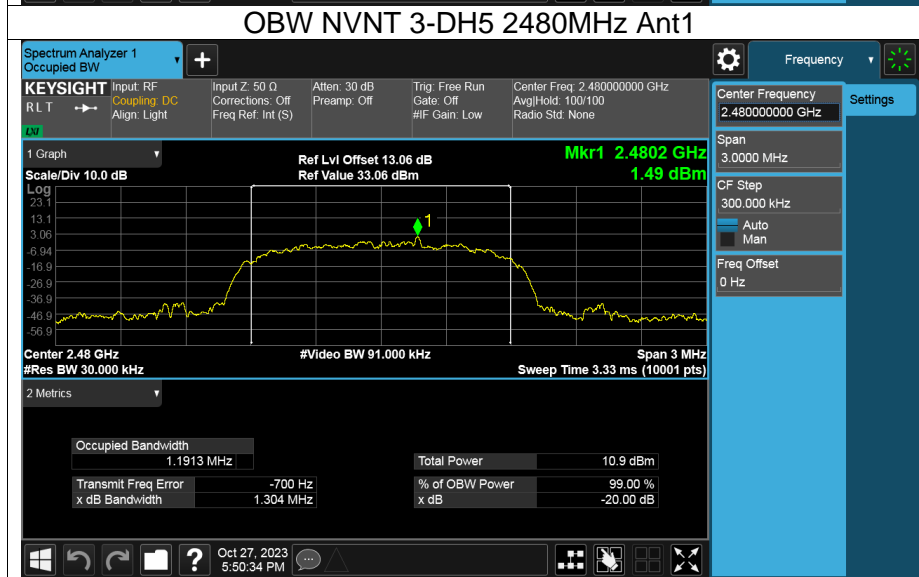 OBW NVNT 3-DH5 2480MHz Ant1
Spectrum Analyzer 1
Occupied BW
+
Frequency
KEYSIGHT
R L T
LXI
Input: RF
Coupling: DC
Align: Light
Input Z: 50 Ω
Corrections: Off
Freq Ref: Int (S)
Atten: 30 dB
Preamp: Off
Trig: Free Run
Gate: Off
#IF Gain: Low
Center Freq: 2.480000000 GHz
Avg|Hold: 100/100
Radio Std: None
Center Frequency
2.480000000 GHz
Settings
Span
3.0000 MHz
CF Step
300.000 kHz
Auto
Man
Freq Offset
0 Hz
1 Graph
Scale/Div 10.0 dB
Ref Lvl Offset 13.06 dB
Ref Value 33.06 dBm
Mkr1 2.4802 GHz
1.49 dBm
Log
23.1
13.1
3.06
-6.94
-16.9
-26.9
-36.9
-46.9
-56.9
1
Center 2.48 GHz
#Res BW 30.000 kHz
#Video BW 91.000 kHz
Span 3 MHz
Sweep Time 3.33 ms (10001 pts)
2 Metrics
Occupied Bandwidth
1.1913 MHz
Total Power 10.9 dBm
Transmit Freq Error -700 Hz
% of OBW Power 99.00 %
x dB Bandwidth 1.304 MHz
x dB -20.00 dB
?
Oct 27, 2023
5:50:34 PM